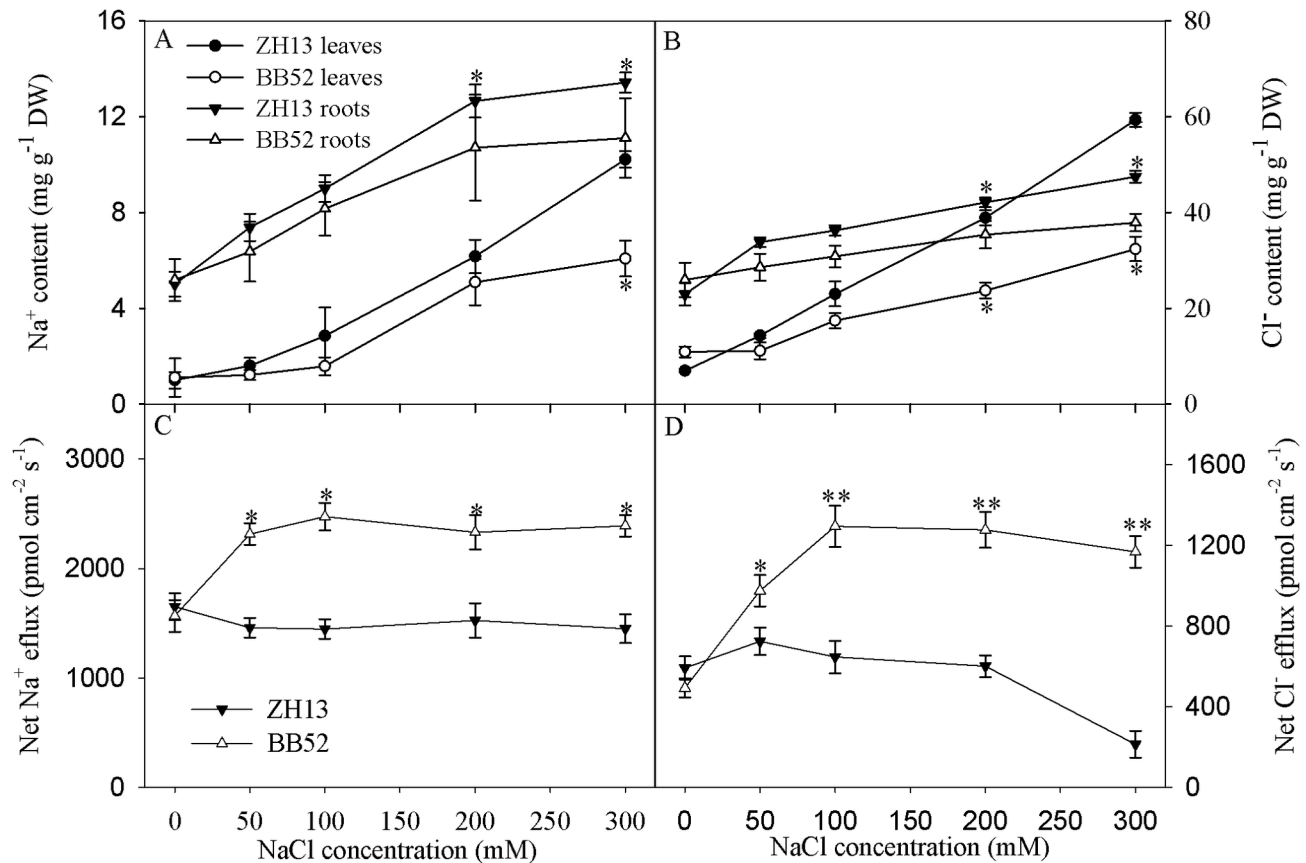 A
ZH13 leaves
BB52 leaves
ZH13 roots
BB52 roots
* *
*
16
12
8
4
0
Na⁺ content (mg g⁻¹ DW)
B
* *
* *
80
60
40
20
0
Cl⁻ content (mg g⁻¹ DW)
C
* * * *
ZH13
BB52
3000
2000
1000
0
Net Na⁺ efflux (pmol cm⁻² s⁻¹)
0 50 100 150 200 250 300
NaCl concentration (mM)
D
* ** ** **
1600
1200
800
400
0
Net Cl⁻ efflux (pmol cm⁻² s⁻¹)
0 50 100 150 200 250 300
NaCl concentration (mM)